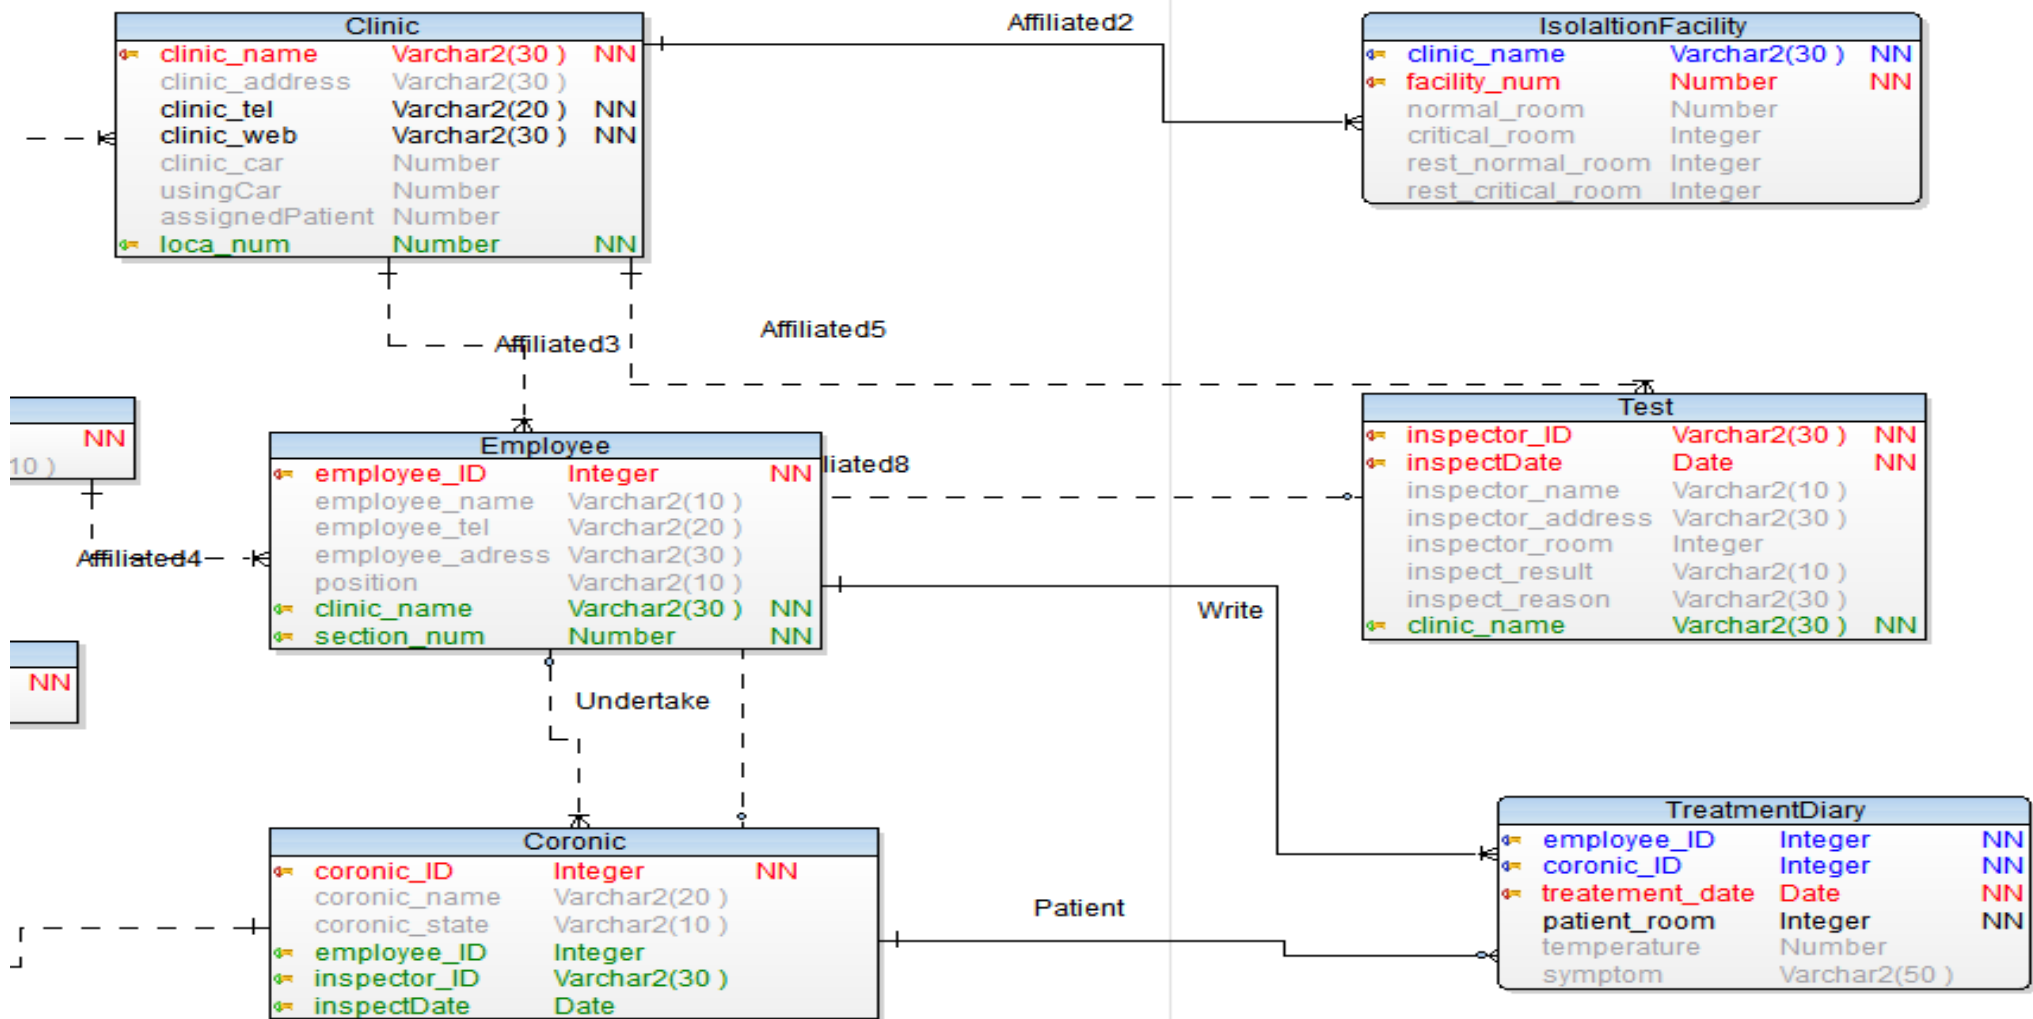 Clinic
clinic_name Varchar2(30 ) NN
clinic_address Varchar2(30 )
clinic_tel Varchar2(20 ) NN
clinic_web Varchar2(30 ) NN
clinic_car Number
usingCar Number
assignedPatient Number
loca_num Number NN
Affiliated2
IsolaltionFacility
clinic_name Varchar2(30 ) NN
facility_num Number NN
normal_room Number
critical_room Integer
rest_normal_room Integer
rest_critical_room Integer
Affiliated3
Affiliated5
NN
10 )
Affiliated4
Employee
employee_ID Integer NN
employee_name Varchar2(10 )
employee_tel Varchar2(20 )
employee_adress Varchar2(30 )
position Varchar2(10 )
clinic_name Varchar2(30 ) NN
section_num Number NN
liated8
Test
inspector_ID Varchar2(30 ) NN
inspectDate Date NN
inspector_name Varchar2(10 )
inspector_address Varchar2(30 )
inspector_room Integer
inspect_result Varchar2(10 )
inspect_reason Varchar2(30 )
clinic_name Varchar2(30 ) NN
Write
NN
Undertake
Coronic
coronic_ID Integer NN
coronic_name Varchar2(20 )
coronic_state Varchar2(10 )
employee_ID Integer
inspector_ID Varchar2(30 )
inspectDate Date
Patient
TreatmentDiary
employee_ID Integer NN
coronic_ID Integer NN
treatement_date Date NN
patient_room Integer NN
temperature Number
symptom Varchar2(50 )